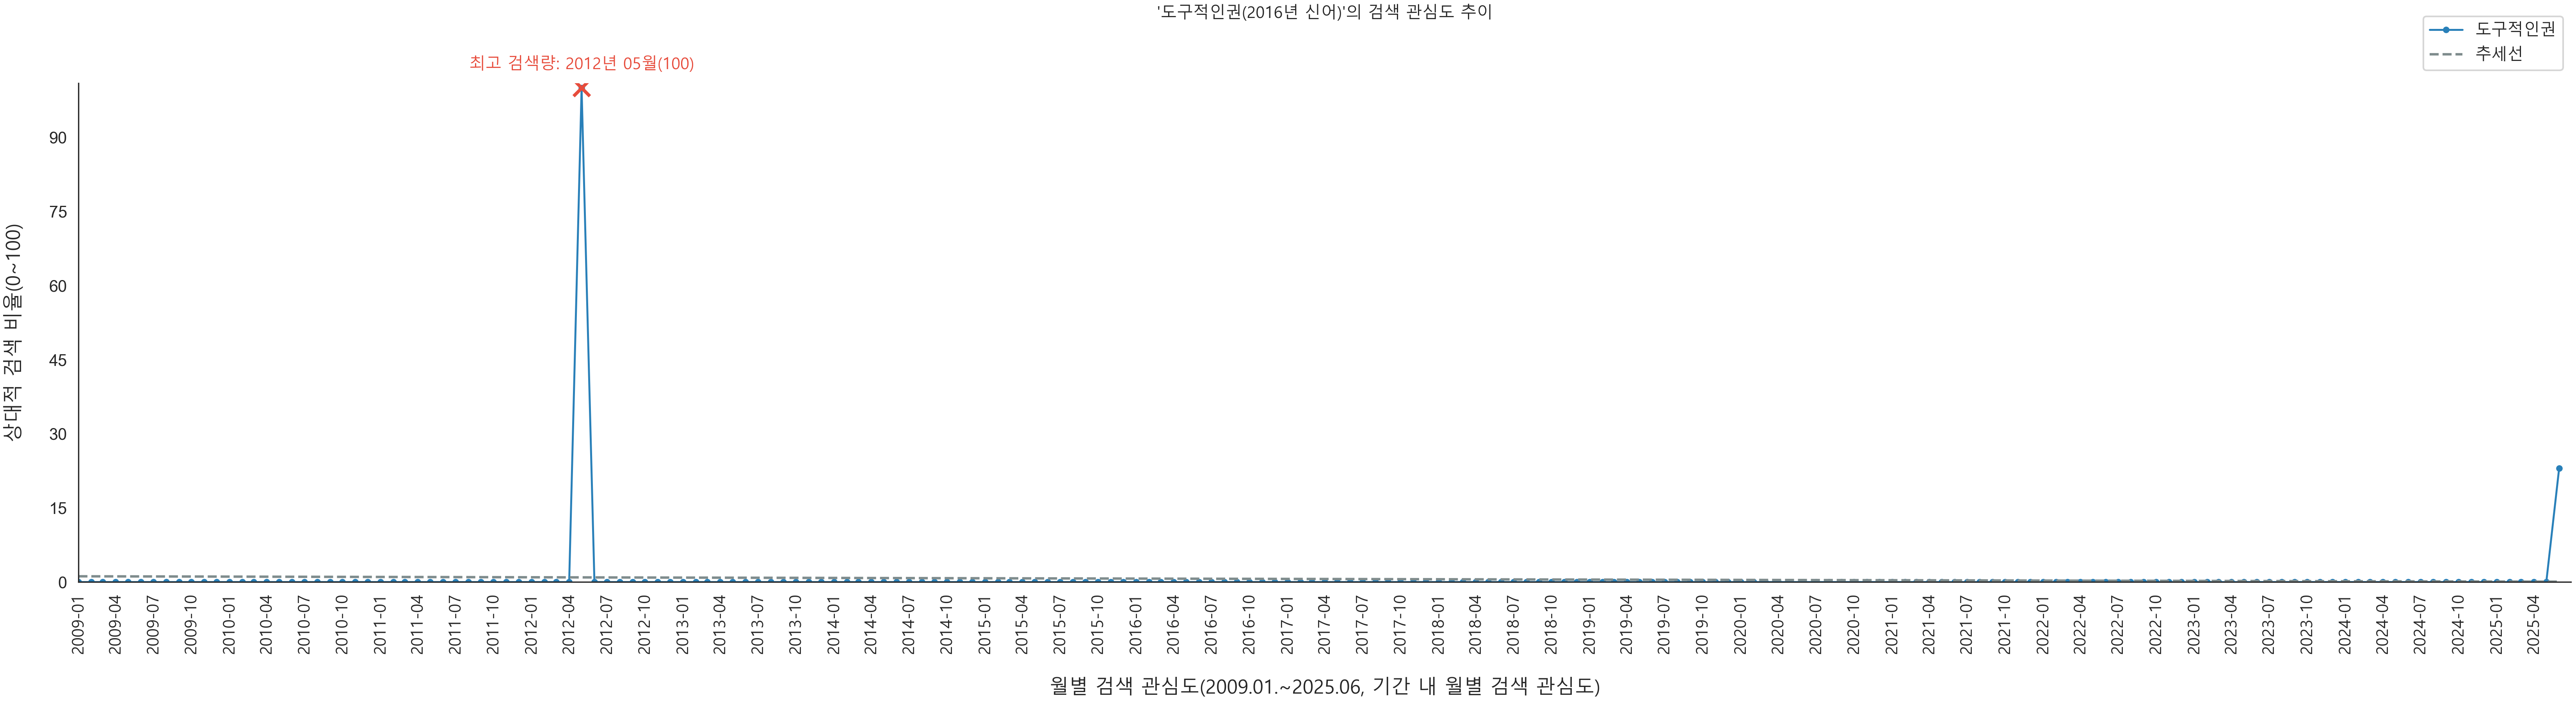 '도구적인권(2016년 신어)'의 검색 관심도 추이
도구적인권
추세선
최고 검색량: 2012년 05월(100)
상대적 검색 비율(0~100)
90
75
60
45
30
15
0
2009-01 2009-04 2009-07 2009-10 2010-01 2010-04 2010-07 2010-10 2011-01 2011-04 2011-07 2011-10 2012-01 2012-04 2012-07 2012-10 2013-01 2013-04 2013-07 2013-10 2014-01 2014-04 2014-07 2014-10 2015-01 2015-04 2015-07 2015-10 2016-01 2016-04 2016-07 2016-10 2017-01 2017-04 2017-07 2017-10 2018-01 2018-04 2018-07 2018-10 2019-01 2019-04 2019-07 2019-10 2020-01 2020-04 2020-07 2020-10 2021-01 2021-04 2021-07 2021-10 2022-01 2022-04 2022-07 2022-10 2023-01 2023-04 2023-07 2023-10 2024-01 2024-04 2024-07 2024-10 2025-01 2025-04
월별 검색 관심도(2009.01.~2025.06, 기간 내 월별 검색 관심도)